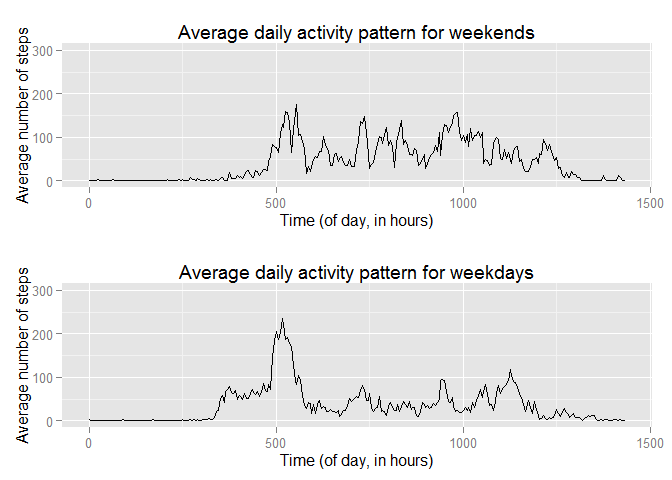 Average daily activity pattern for weekends
Average number of steps
300
200
100
0
0 500 1000 1500
Time (of day, in hours)
Average daily activity pattern for weekdays
Average number of steps
300
200
100
0
0 500 1000 1500
Time (of day, in hours)